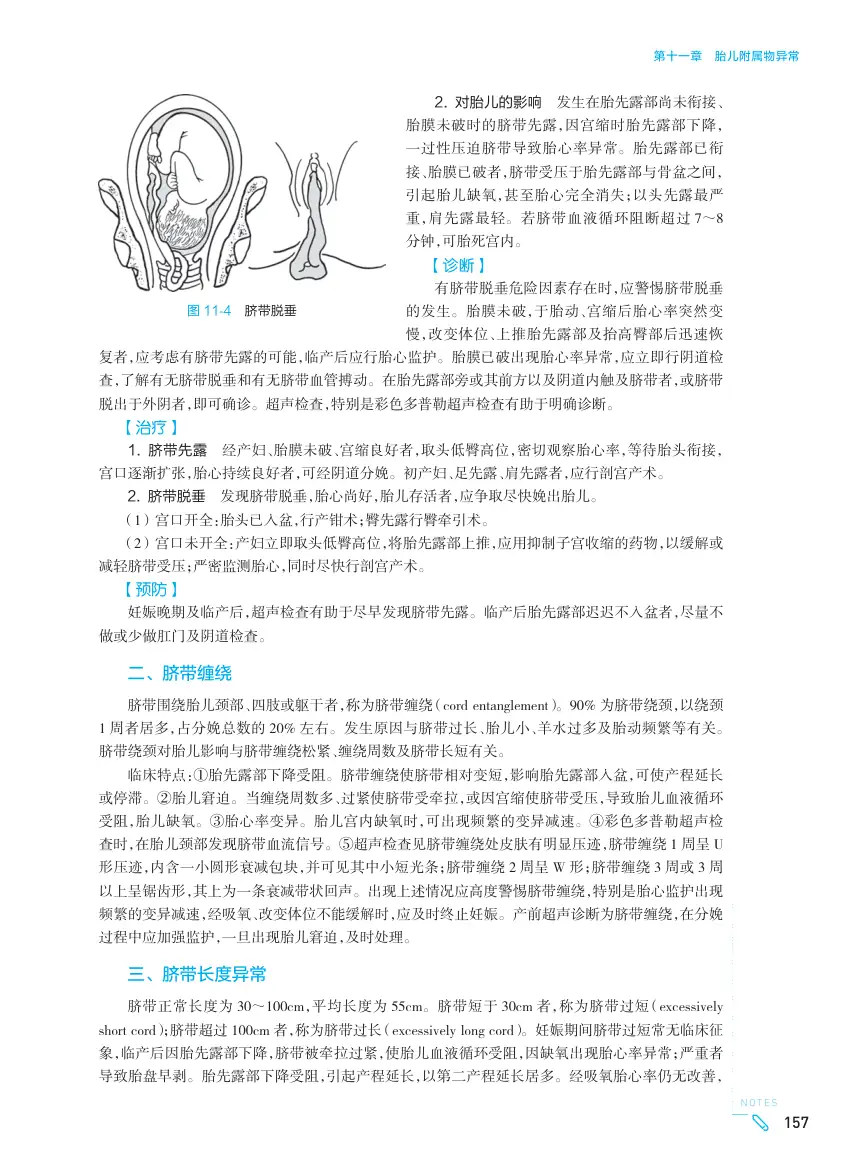 第十一章　胎儿附属物异常
2. 对胎儿的影响　发生在胎先露部尚未衔接、
胎膜未破时的脐带先露,因宫缩时胎先露部下降,
一过性压迫脐带导致胎心率异常。胎先露部已衔
接、胎膜已破者,脐带受压于胎先露部与骨盆之间,
引起胎儿缺氧,甚至胎心完全消失;以头先露最严
重,肩先露最轻。若脐带血液循环阻断超过7～8
分钟,可胎死宫内。
【诊断】
有脐带脱垂危险因素存在时,应警惕脐带脱垂
图 11-4　脐带脱垂
的发生。胎膜未破,于胎动、宫缩后胎心率突然变
慢,改变体位、上推胎先露部及抬高臀部后迅速恢
复者,应考虑有脐带先露的可能,临产后应行胎心监护。胎膜已破出现胎心率异常,应立即行阴道检
查,了解有无脐带脱垂和有无脐带血管搏动。在胎先露部旁或其前方以及阴道内触及脐带者,或脐带
脱出于外阴者,即可确诊。超声检查,特别是彩色多普勒超声检查有助于明确诊断。
【治疗】
1. 脐带先露　经产妇、胎膜未破、宫缩良好者,取头低臀高位,密切观察胎心率,等待胎头衔接,
宫口逐渐扩张,胎心持续良好者,可经阴道分娩。初产妇、足先露、肩先露者,应行剖宫产术。
2. 脐带脱垂　发现脐带脱垂,胎心尚好,胎儿存活者,应争取尽快娩出胎儿。
（1）宫口开全:胎头已入盆,行产钳术;臀先露行臀牵引术。
（2）宫口未开全:产妇立即取头低臀高位,将胎先露部上推,应用抑制子宫收缩的药物,以缓解或
减轻脐带受压;严密监测胎心,同时尽快行剖宫产术。
【预防】
妊娠晚期及临产后,超声检查有助于尽早发现脐带先露。临产后胎先露部迟迟不入盆者,尽量不
做或少做肛门及阴道检查。
二、脐带缠绕
脐带围绕胎儿颈部、四肢或躯干者,称为脐带缠绕（cord entanglement）。90% 为脐带绕颈,以绕颈
1 周者居多,占分娩总数的 20% 左右。发生原因与脐带过长、胎儿小、羊水过多及胎动频繁等有关。
脐带绕颈对胎儿影响与脐带缠绕松紧、缠绕周数及脐带长短有关。
临床特点:①胎先露部下降受阻。脐带缠绕使脐带相对变短,影响胎先露部入盆,可使产程延长
或停滞。②胎儿窘迫。当缠绕周数多、过紧使脐带受牵拉,或因宫缩使脐带受压,导致胎儿血液循环
受阻,胎儿缺氧。③胎心率变异。胎儿宫内缺氧时,可出现频繁的变异减速。④彩色多普勒超声检
查时,在胎儿颈部发现脐带血流信号。⑤超声检查见脐带缠绕处皮肤有明显压迹,脐带缠绕 1 周呈 U
形压迹,内含一小圆形衰减包块,并可见其中小短光条;脐带缠绕 2 周呈 W 形;脐带缠绕 3 周或 3 周
以上呈锯齿形,其上为一条衰减带状回声。出现上述情况应高度警惕脐带缠绕,特别是胎心监护出现
频繁的变异减速,经吸氧、改变体位不能缓解时,应及时终止妊娠。产前超声诊断为脐带缠绕,在分娩
过程中应加强监护,一旦出现胎儿窘迫,及时处理。
三、脐带长度异常
脐带正常长度为 30～100cm,平均长度为 55cm。脐带短于 30cm 者,称为脐带过短（excessively
short cord）;脐带超过 100cm 者,称为脐带过长（excessively long cord）。妊娠期间脐带过短常无临床征
象,临产后因胎先露部下降,脐带被牵拉过紧,使胎儿血液循环受阻,因缺氧出现胎心率异常;严重者
导致胎盘早剥。胎先露部下降受阻,引起产程延长,以第二产程延长居多。经吸氧胎心率仍无改善,
NOTES
157